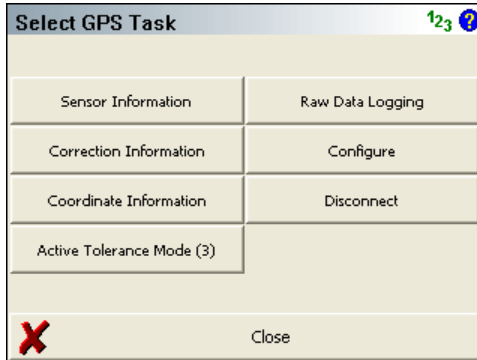 Select GPS Task 123 ?
Sensor Information Raw Data Logging
Correction Information Configure
Coordinate Information Disconnect
Active Tolerance Mode (3)
Close